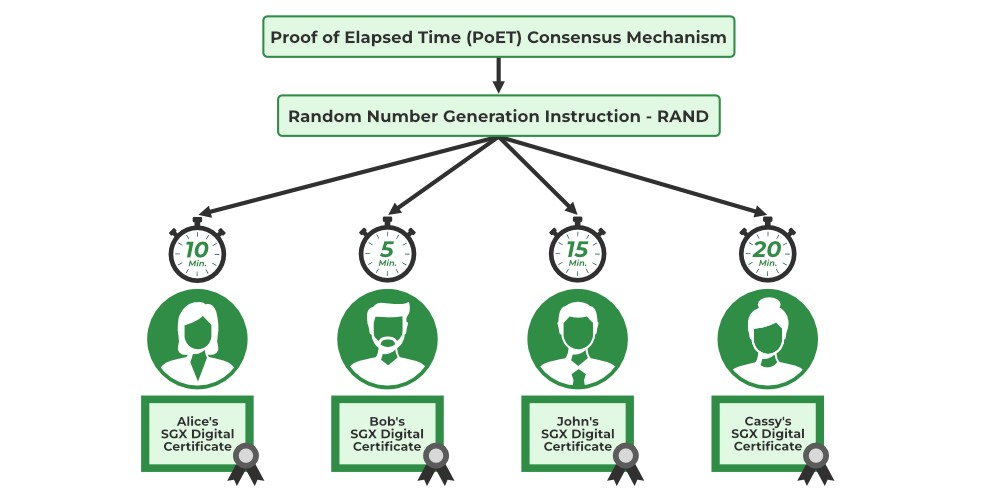 Proof of Elapsed Time (PoET) Consensus Mechanism
Random Number Generation Instruction - RAND
10
Min.
5
Min.
15
Min.
20
Min.
Alice's
SGX Digital
Certificate
Bob's
SGX Digital
Certificate
John's
SGX Digital
Certificate
Cassy's
SGX Digital
Certificate